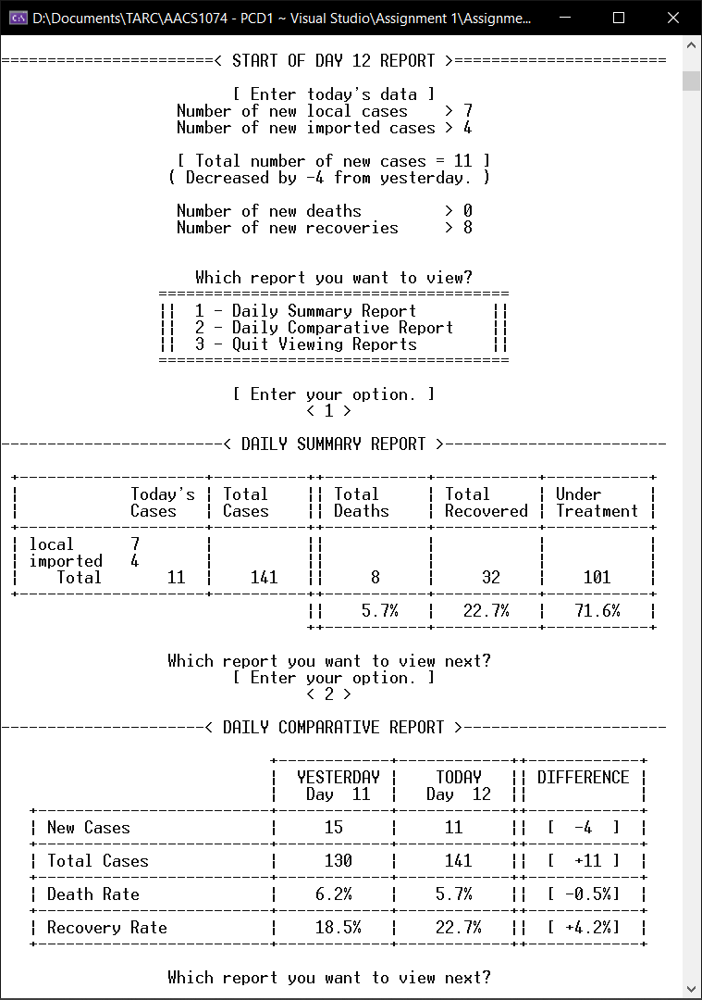 D:\Documents\TARC\AACS1074 - PCD1 ~ Visual Studio\Assignment 1\Assignme...
=======================< START OF DAY 12 REPORT >=======================
[ Enter today's data ]
Number of new local cases    > 7
Number of new imported cases > 4
[ Total number of new cases = 11 ]
( Decreased by -4 from yesterday. )
Number of new deaths         > 0
Number of new recoveries     > 8
Which report you want to view?
======================================
||  1 - Daily Summary Report        ||
||  2 - Daily Comparative Report    ||
||  3 - Quit Viewing Reports        ||
======================================
[ Enter your option. ]
< 1 >
------------------------< DAILY SUMMARY REPORT >------------------------
+--------------------+----------++-----------+-----------+-----------+
|            Today's | Total    || Total     | Total     | Under     |
|            Cases   | Cases    || Deaths    | Recovered | Treatment |
+--------------------+----------++-----------+-----------+-----------+
| local      7       |          ||           |           |           |
| imported   4       |          ||           |           |           |
|    Total       11  |    141   ||     8     |     32    |    101    |
+--------------------+----------++-----------+-----------+-----------+
||    5.7%   |   22.7%   |   71.6%   |
++-----------+-----------+-----------+
Which report you want to view next?
[ Enter your option. ]
< 2 >
----------------------< DAILY COMPARATIVE REPORT >----------------------
+------------+------------++------------+
|  YESTERDAY |    TODAY   || DIFFERENCE |
|   Day  11  |   Day  12  ||            |
+-------------------------+------------+------------++------------+
| New Cases               |     15     |     11     ||  [  -4  ]  |
+-------------------------+------------+------------++------------+
| Total Cases             |     130    |     141    ||  [  +11 ]  |
+-------------------------+------------+------------++------------+
| Death Rate              |    6.2%    |    5.7%    ||  [ -0.5%]  |
+-------------------------+------------+------------++------------+
| Recovery Rate           |    18.5%   |    22.7%   ||  [ +4.2%]  |
+-------------------------+------------+------------++------------+
Which report you want to view next?